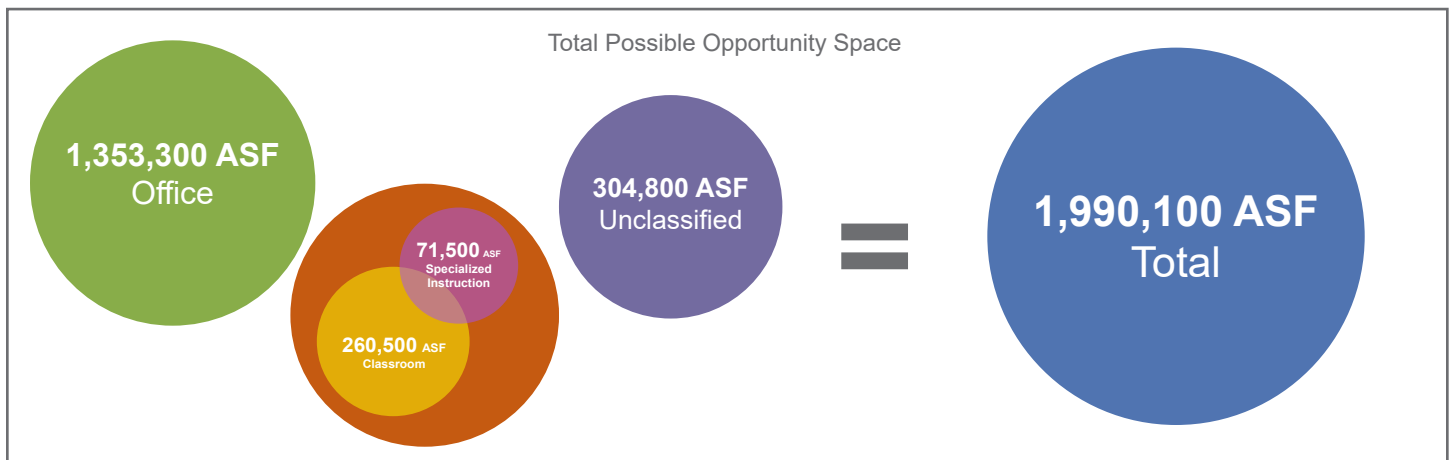 Total Possible Opportunity Space
1,353,300 ASF
Office
71,500 ASF
Specialized
Instruction
260,500 ASF
Classroom
304,800 ASF
Unclassified
=
1,990,100 ASF
Total